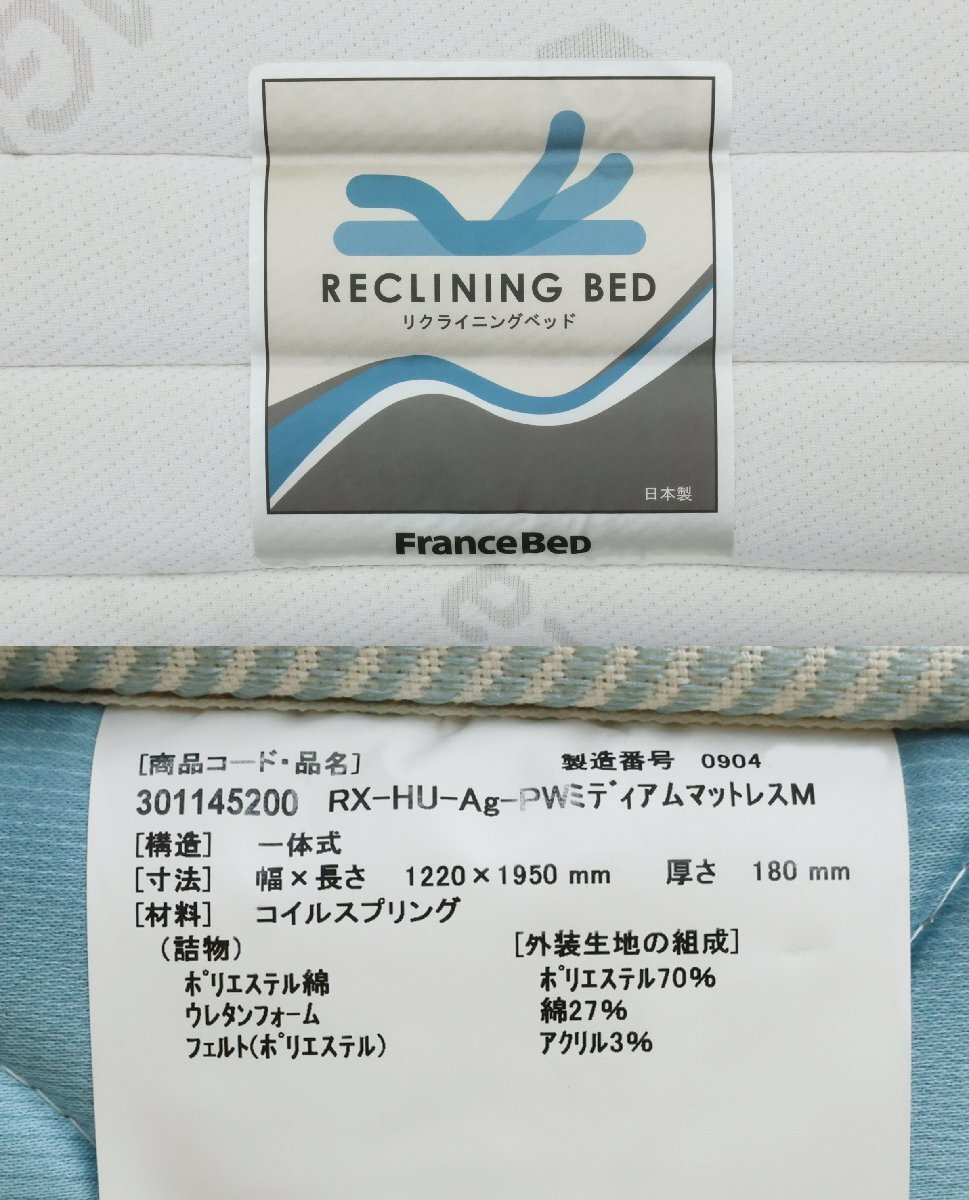 RECLINING BED
リクライニングベッド
日本製
FranceBeD
[商品コード・品名] 製造番号 0904
301145200 RX-HU-Ag-PWミディアムマットレスM
[構造] 一体式
[寸法] 幅×長さ 1220×1950 mm 厚さ 180 mm
[材料] コイルスプリング
(詰物) [外装生地の組成]
ポリエステル綿 ポリエステル70%
ウレタンフォーム 綿27%
フェルト(ポリエステル) アクリル3%